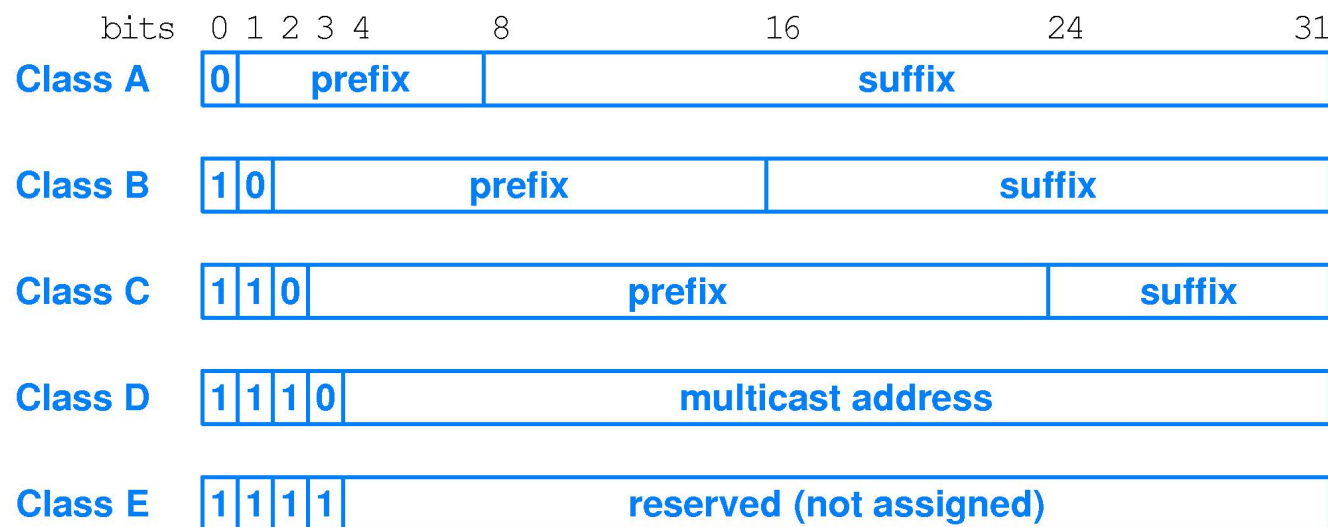 bits 0 1 2 3 4 8 16 24 31
Class A 0 prefix suffix
Class B 1 0 prefix suffix
Class C 1 1 0 prefix suffix
Class D 1 1 1 0 multicast address
Class E 1 1 1 1 reserved (not assigned)